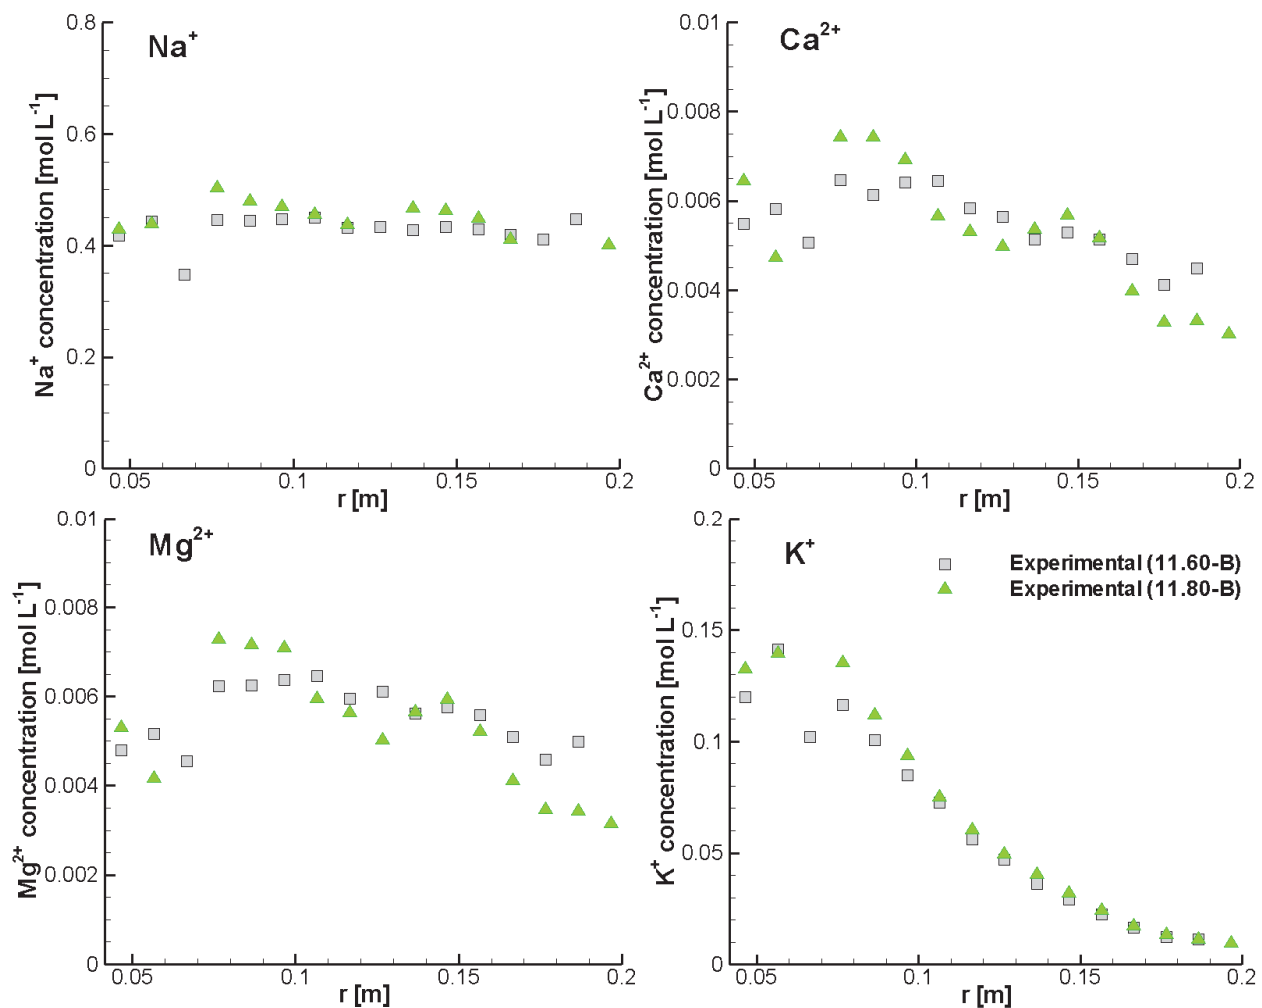 Na⁺
Na⁺ concentration [mol L⁻¹]
0.8
0.6
0.4
0.2
0
0.05
0.1
0.15
0.2
r [m]
Ca²⁺
Ca²⁺ concentration [mol L⁻¹]
0.01
0.008
0.006
0.004
0.002
0
0.05
0.1
0.15
0.2
r [m]
Mg²⁺
Mg²⁺ concentration [mol L⁻¹]
0.01
0.008
0.006
0.004
0.002
0
0.05
0.1
0.15
0.2
r [m]
K⁺
Experimental (11.60-B)
Experimental (11.80-B)
K⁺ concentration [mol L⁻¹]
0.2
0.15
0.1
0.05
0
0.05
0.1
0.15
0.2
r [m]